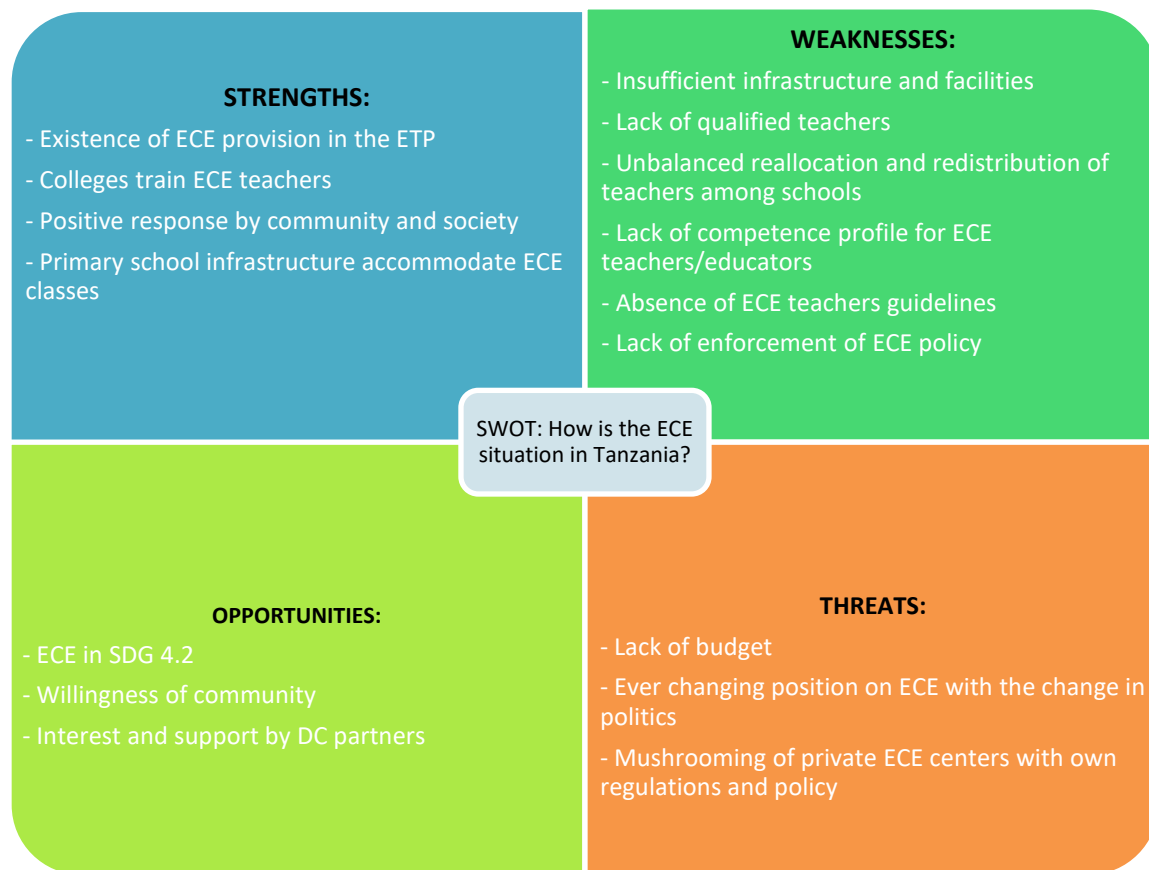 STRENGTHS:
- Existence of ECE provision in the ETP
- Colleges train ECE teachers
- Positive response by community and society
- Primary school infrastructure accommodate ECE
classes
WEAKNESSES:
- Insufficient infrastructure and facilities
- Lack of qualified teachers
- Unbalanced reallocation and redistribution of
teachers among schools
- Lack of competence profile for ECE
teachers/educators
- Absence of ECE teachers guidelines
- Lack of enforcement of ECE policy
SWOT: How is the ECE
situation in Tanzania?
OPPORTUNITIES:
- ECE in SDG 4.2
- Willingness of community
- Interest and support by DC partners
THREATS:
- Lack of budget
- Ever changing position on ECE with the change in
politics
- Mushrooming of private ECE centers with own
regulations and policy